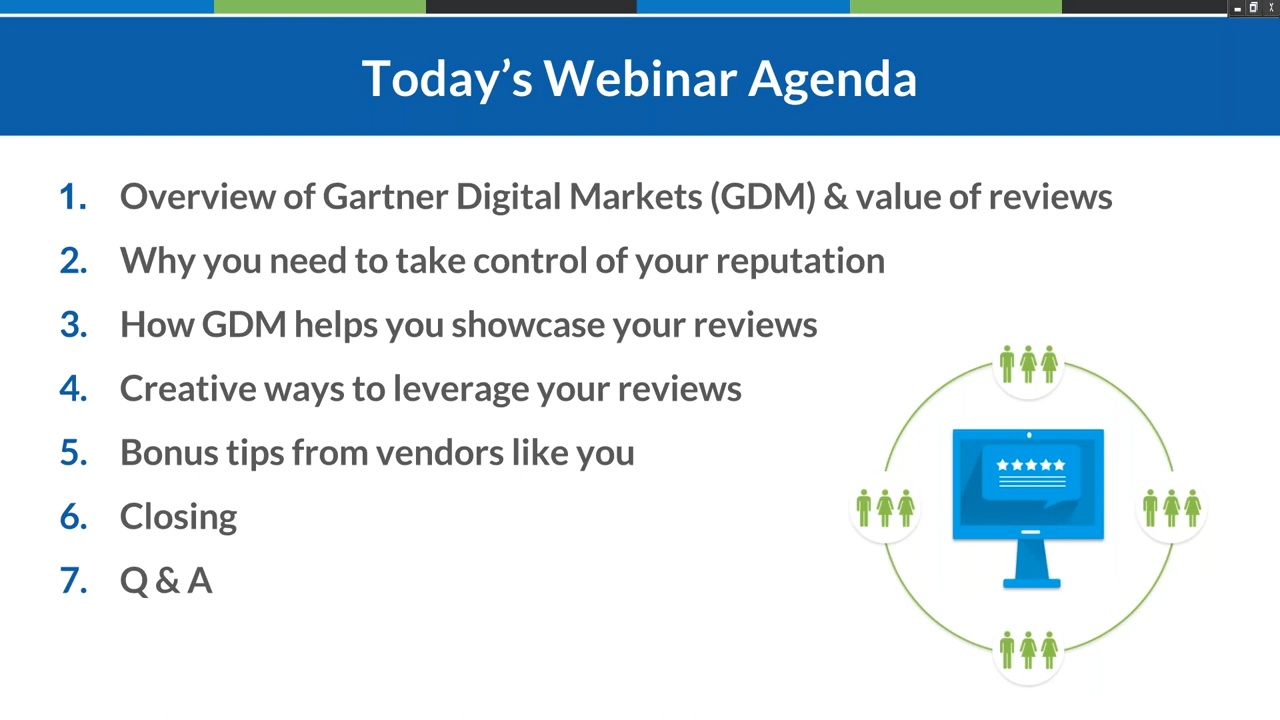 Today’s Webinar Agenda
1. Overview of Gartner Digital Markets (GDM) & value of reviews
2. Why you need to take control of your reputation
3. How GDM helps you showcase your reviews
4. Creative ways to leverage your reviews
5. Bonus tips from vendors like you
6. Closing
7. Q & A